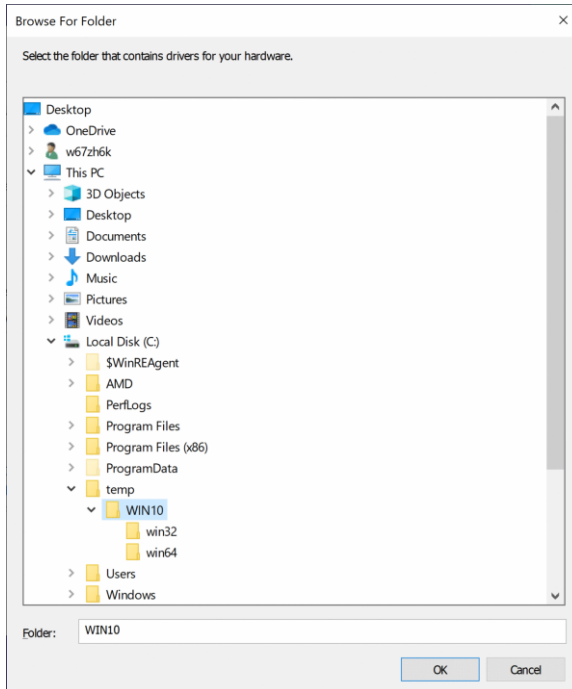 Browse For Folder
Select the folder that contains drivers for your hardware.
Desktop
OneDrive
w67zh6k
This PC
3D Objects
Desktop
Documents
Downloads
Music
Pictures
Videos
Local Disk (C:)
$WinREAgent
AMD
PerfLogs
Program Files
Program Files (x86)
ProgramData
temp
WIN10
win32
win64
Users
Windows
Folder: WIN10
OK Cancel